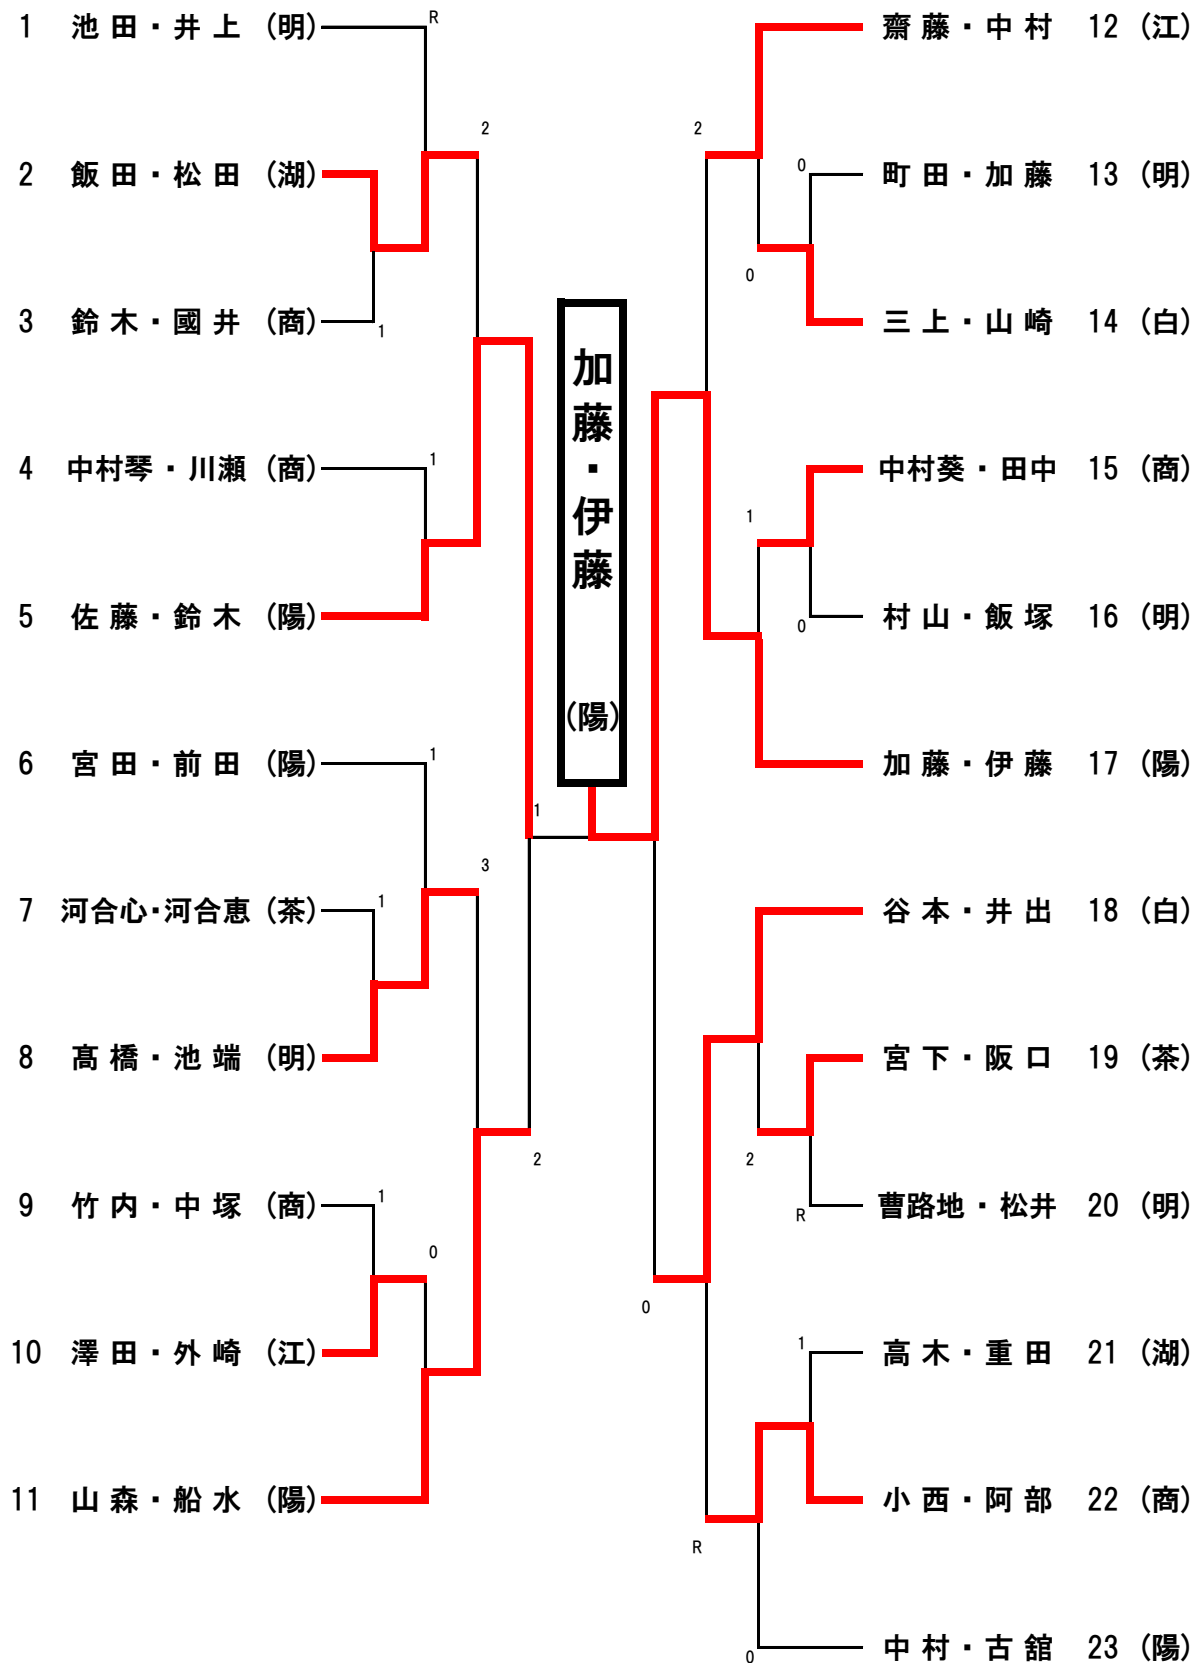 1 池田・井上 (明)
R
2
2 飯田・松田 (湖)
3 鈴木・國井 (商)
1
4 中村琴・川瀬 (商)
1
5 佐藤・鈴木 (陽)
6 宮田・前田 (陽)
1
1
3
7 河合心・河合恵 (茶)
1
8 髙橋・池端 (明)
2
9 竹内・中塚 (商)
1
0
10 澤田・外崎 (江)
11 山森・船水 (陽)
加藤・伊藤
(陽)
齋藤・中村 12 (江)
2
0
町田・加藤 13 (明)
0
三上・山崎 14 (白)
中村葵・田中 15 (商)
1
村山・飯塚 16 (明)
0
加藤・伊藤 17 (陽)
谷本・井出 18 (白)
宮下・阪口 19 (茶)
2
曹路地・松井 20 (明)
R
0
高木・重田 21 (湖)
1
小西・阿部 22 (商)
R
中村・古舘 23 (陽)
0